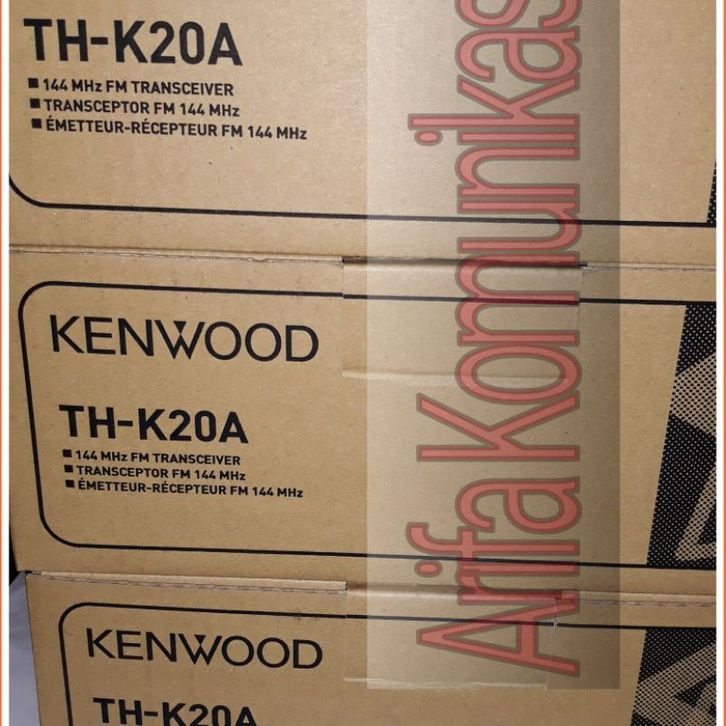 TH-K20A
■ 144 MHz FM TRANSCEIVER
■ TRANSCEPTOR FM 144 MHz
■ ÉMETTEUR-RÉCEPTEUR FM 144 MHz
KENWOOD
TH-K20A
■ 144 MHz FM TRANSCEIVER
■ TRANSCEPTOR FM 144 MHz
■ ÉMETTEUR-RÉCEPTEUR FM 144 MHz
KENWOOD
TH-K20A
Arifa Komunikas